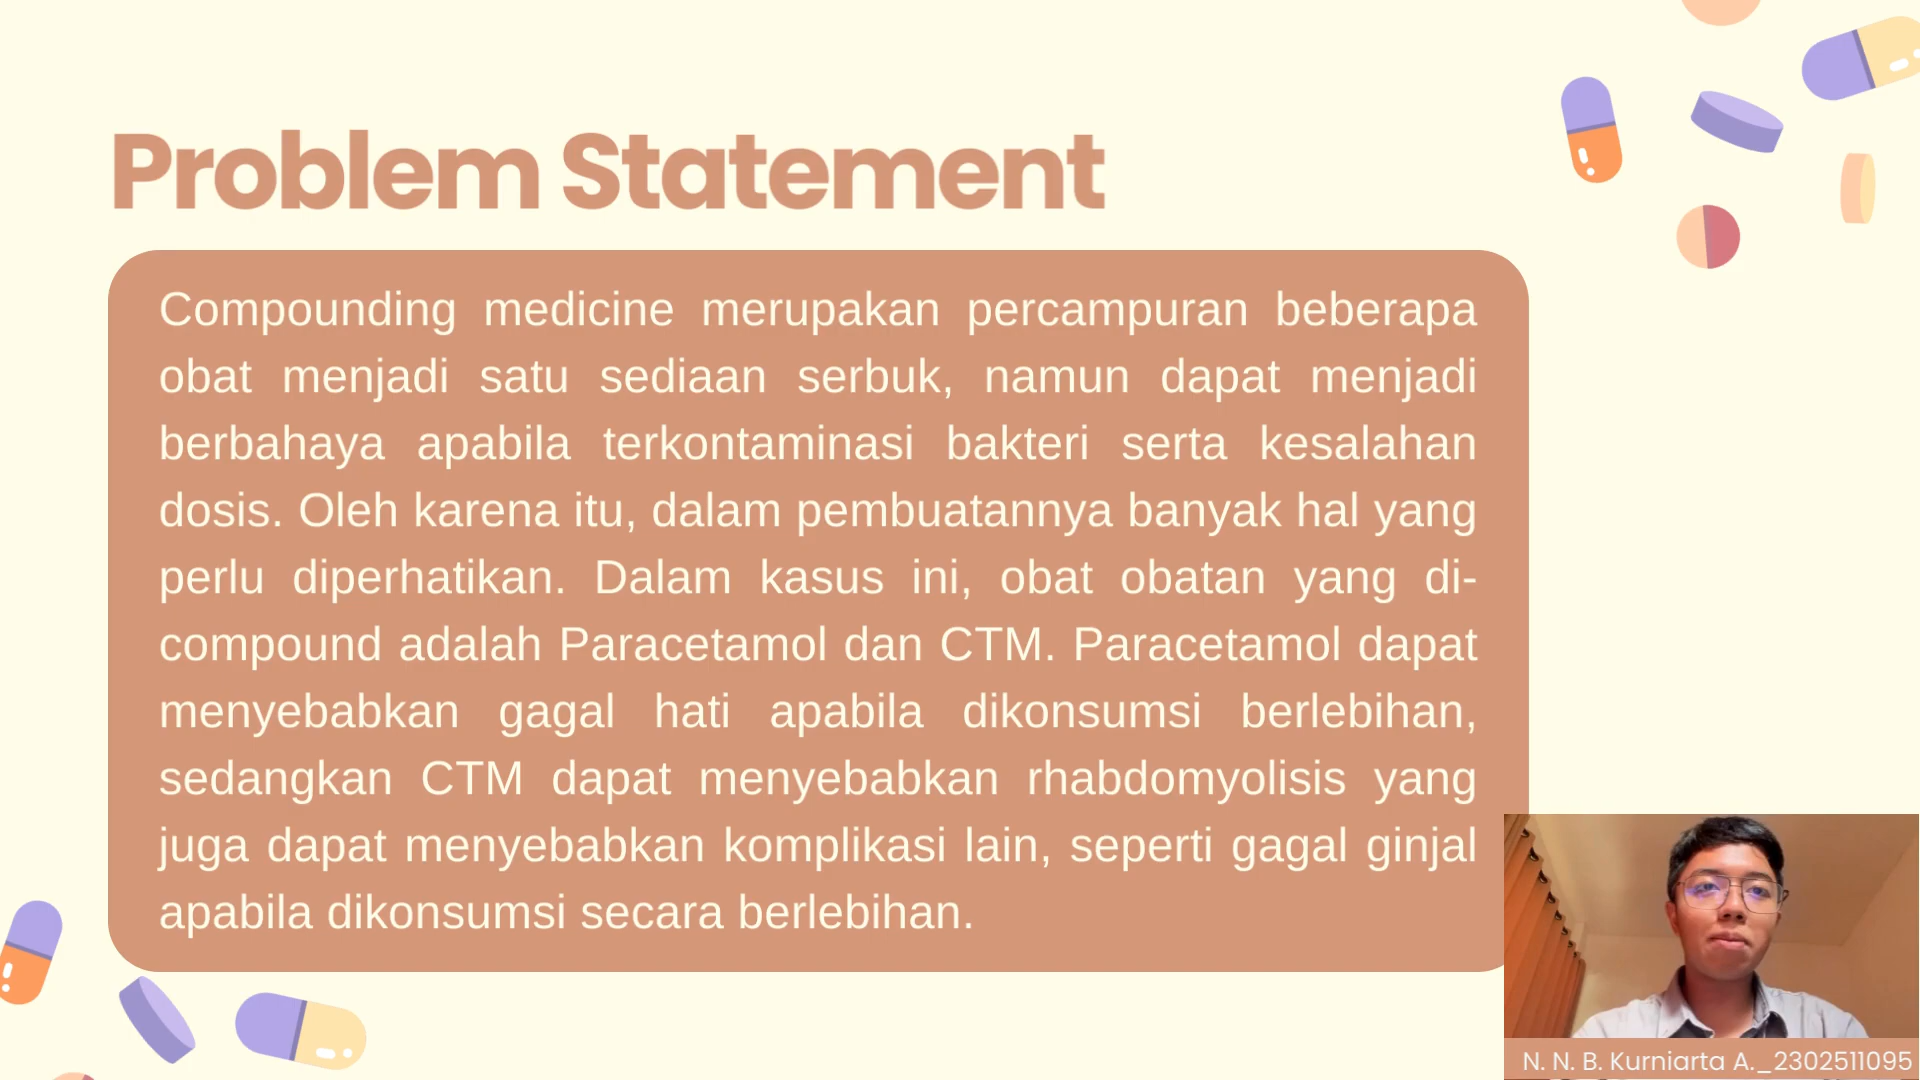 Problem Statement
Compounding medicine merupakan percampuran beberapa
obat menjadi satu sediaan serbuk, namun dapat menjadi
berbahaya apabila terkontaminasi bakteri serta kesalahan
dosis. Oleh karena itu, dalam pembuatannya banyak hal yang
perlu diperhatikan. Dalam kasus ini, obat obatan yang di-
compound adalah Paracetamol dan CTM. Paracetamol dapat
menyebabkan gagal hati apabila dikonsumsi berlebihan,
sedangkan CTM dapat menyebabkan rhabdomyolisis yang
juga dapat menyebabkan komplikasi lain, seperti gagal ginjal
apabila dikonsumsi secara berlebihan.
N. N. B. Kurniarta A._2302511095